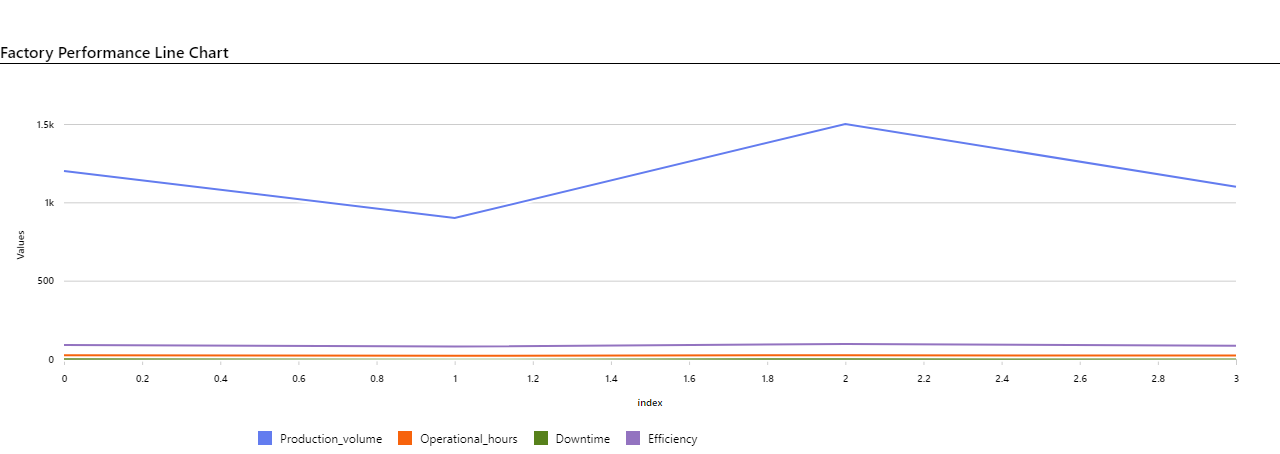 Factory Performance Line Chart
1.5k
1k
500
0
Values
0 0.2 0.4 0.6 0.8 1 1.2 1.4 1.6 1.8 2 2.2 2.4 2.6 2.8 3
index
Production_volume Operational_hours Downtime Efficiency